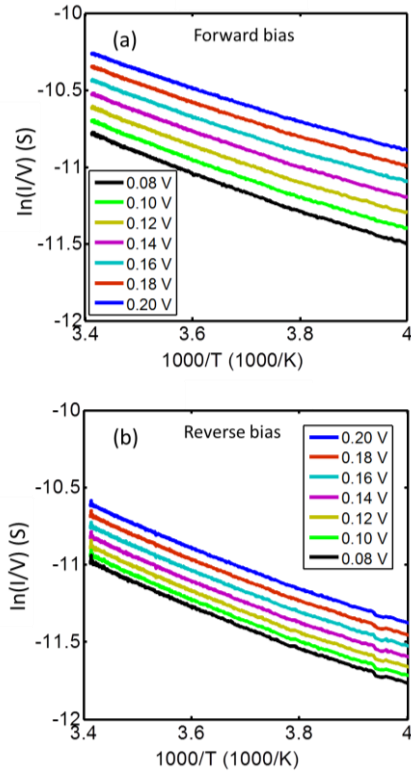 -10
(a)
Forward bias
-10.5
-11
-11.5
-12
ln(I/V) (S)
0.08 V
0.10 V
0.12 V
0.14 V
0.16 V
0.18 V
0.20 V
3.4 3.6 3.8 4
1000/T (1000/K)
-10
(b)
Reverse bias
-10.5
-11
-11.5
-12
ln(I/V) (S)
0.20 V
0.18 V
0.16 V
0.14 V
0.12 V
0.10 V
0.08 V
3.4 3.6 3.8 4
1000/T (1000/K)